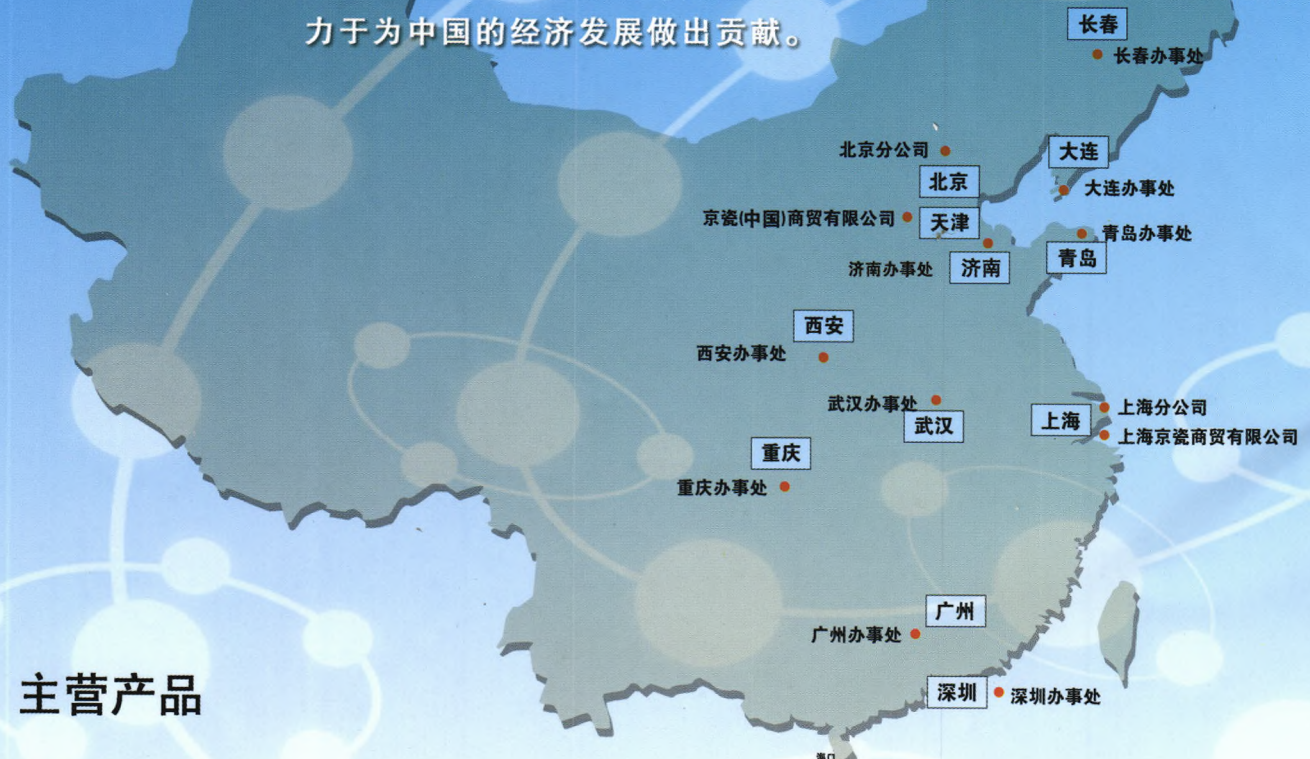 力于为中国的经济发展做出贡献。
长春
长春办事处
北京分公司
北京
大连
大连办事处
京瓷(中国)商贸有限公司
天津
青岛办事处
青岛
济南办事处
济南
西安
西安办事处
武汉办事处
武汉
上海
上海分公司
上海京瓷商贸有限公司
重庆
重庆办事处
广州
广州办事处
深圳
深圳办事处
主营产品
海口